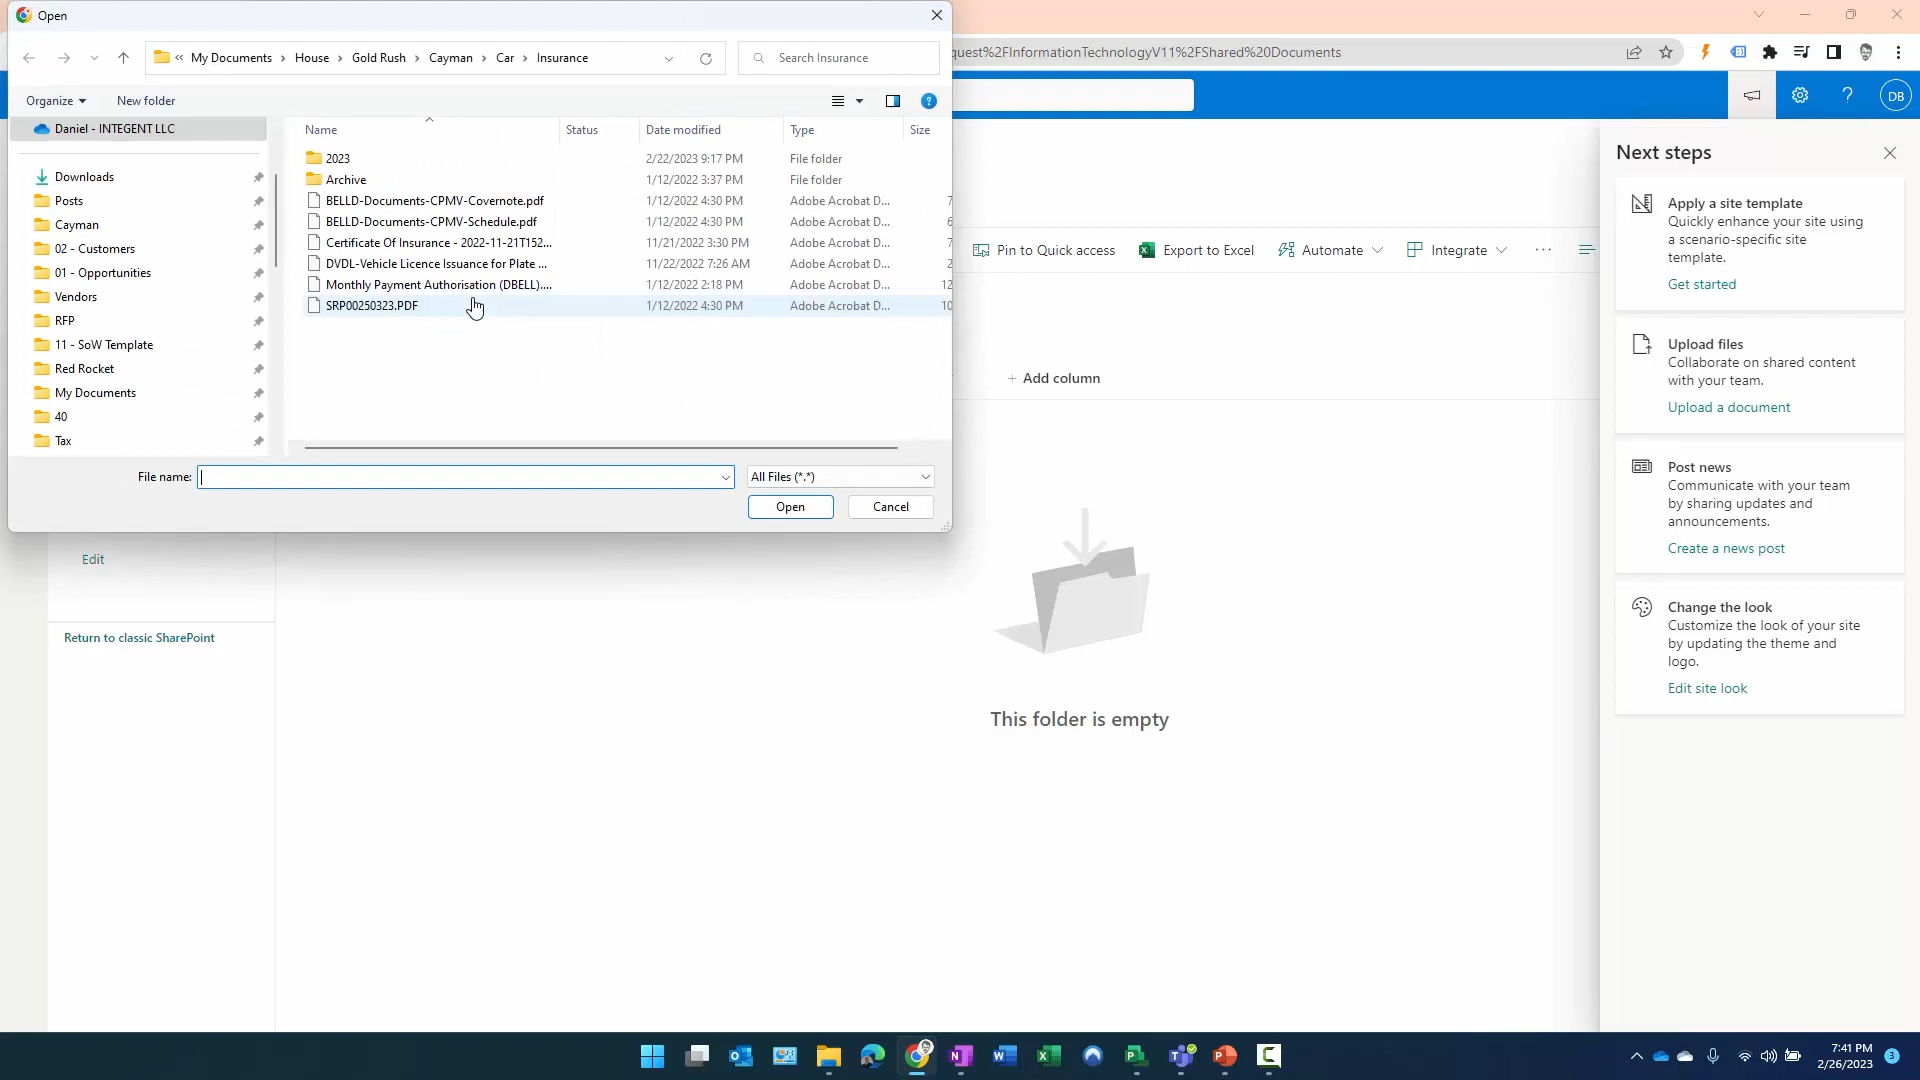 Open
« My Documents › House › Gold Rush › Cayman › Car › Insurance
Search Insurance
quest%2FInformationTechnologyV11%2FShared%20Documents
Organize
New folder
?
DB
Daniel - INTEGENT LLC
Downloads
Posts
Cayman
02 - Customers
01 - Opportunities
Vendors
RFP
11 - SoW Template
Red Rocket
My Documents
40
Tax
Name Status Date modified Type Size
2023 2/22/2023 9:17 PM File folder
Archive 1/12/2022 3:37 PM File folder
BELLD-Documents-CPMV-Covernote.pdf 1/12/2022 4:30 PM Adobe Acrobat D... 7
BELLD-Documents-CPMV-Schedule.pdf 1/12/2022 4:30 PM Adobe Acrobat D... 6
Certificate Of Insurance - 2022-11-21T152... 11/21/2022 3:30 PM Adobe Acrobat D... 7
DVDL-Vehicle Licence Issuance for Plate ... 11/22/2022 7:26 AM Adobe Acrobat D... 2
Monthly Payment Authorisation (DBELL).... 1/12/2022 2:18 PM Adobe Acrobat D... 12
SRP00250323.PDF 1/12/2022 4:30 PM Adobe Acrobat D... 10
File name:
All Files (*.*)
Open
Cancel
Pin to Quick access
Export to Excel
Automate
Integrate
...
+ Add column
This folder is empty
Edit
Return to classic SharePoint
Next steps
Apply a site template
Quickly enhance your site using
a scenario-specific site
template.
Get started
Upload files
Collaborate on shared content
with your team.
Upload a document
Post news
Communicate with your team
by sharing updates and
announcements.
Create a news post
Change the look
Customize the look of your site
by updating the theme and
logo.
Edit site look
7:41 PM
2/26/2023
3